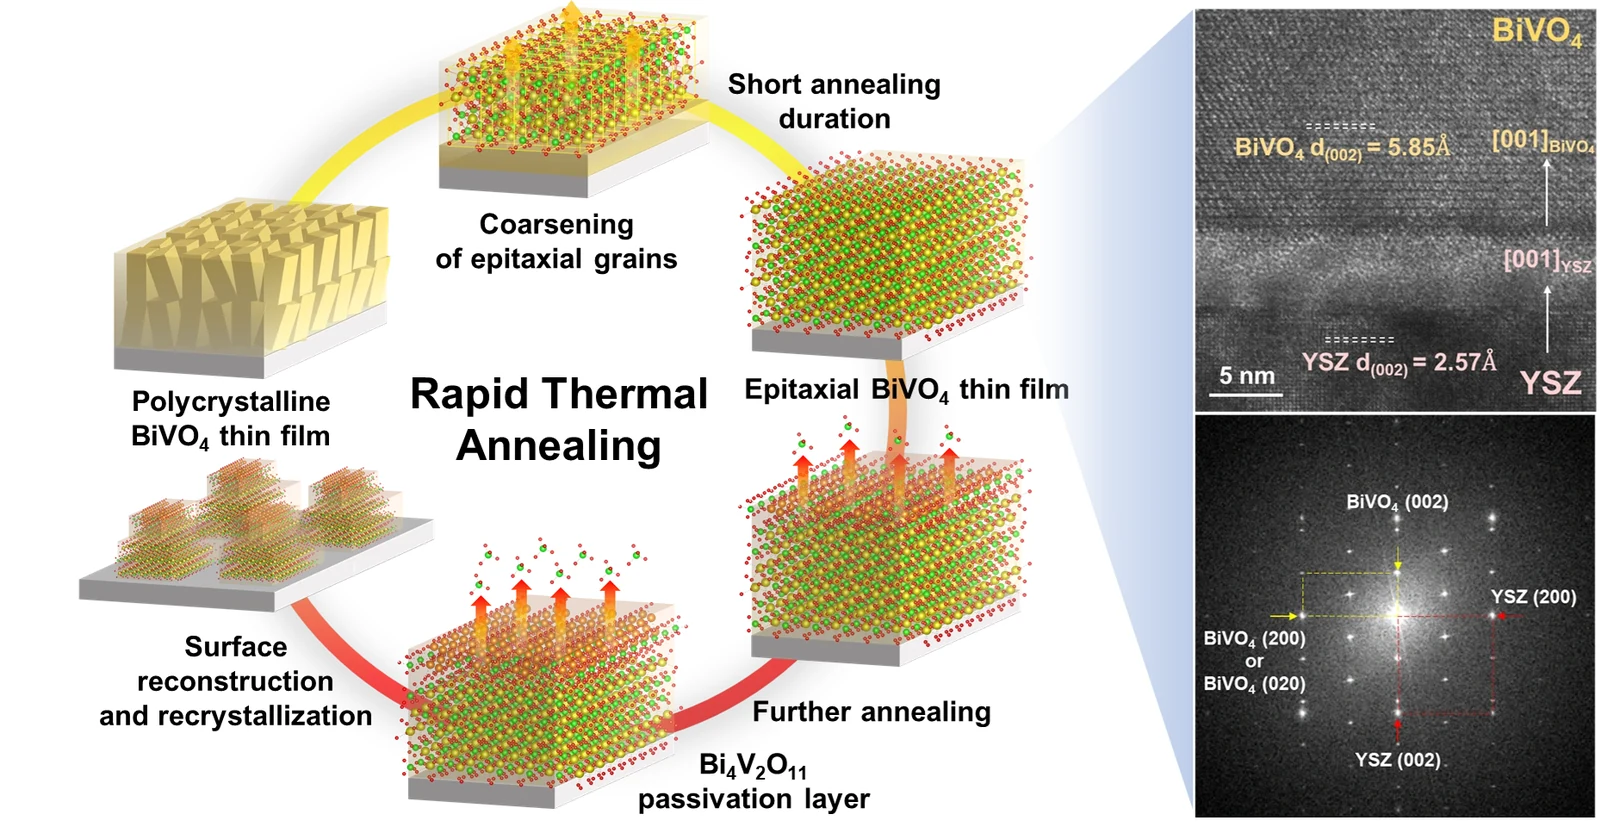 Short annealing
duration
Coarsening
of epitaxial grains
Polycrystalline
BiVO₄ thin film
Rapid Thermal
Annealing
Epitaxial BiVO₄ thin film
Surface
reconstruction
and recrystallization
Further annealing
Bi₄V₂O₁₁
passivation layer
BiVO₄
BiVO₄ d₍₀₀₂₎ = 5.85Å
[001]BiVO₄
[001]YSZ
YSZ d₍₀₀₂₎ = 2.57Å
5 nm
YSZ
BiVO₄ (002)
YSZ (200)
BiVO₄ (200)
or
BiVO₄ (020)
YSZ (002)